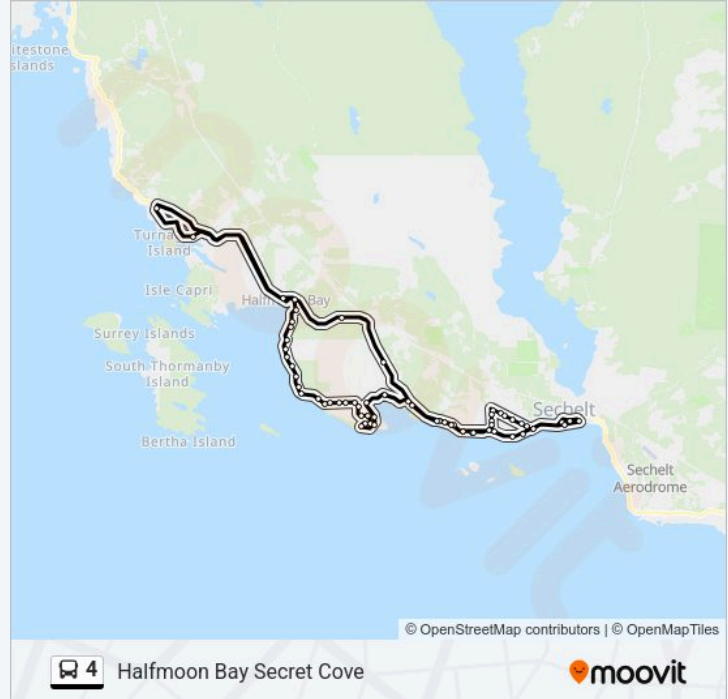 itestone
slands
Turna
Island
Isle Capri
Halfm Bay
Surrey Islands
South Thormanby
Island
Bertha Island
Sechelt
Sechelt
Aerodrome
© OpenStreetMap contributors | © OpenMapTiles
4 Halfmoon Bay Secret Cove
moovit